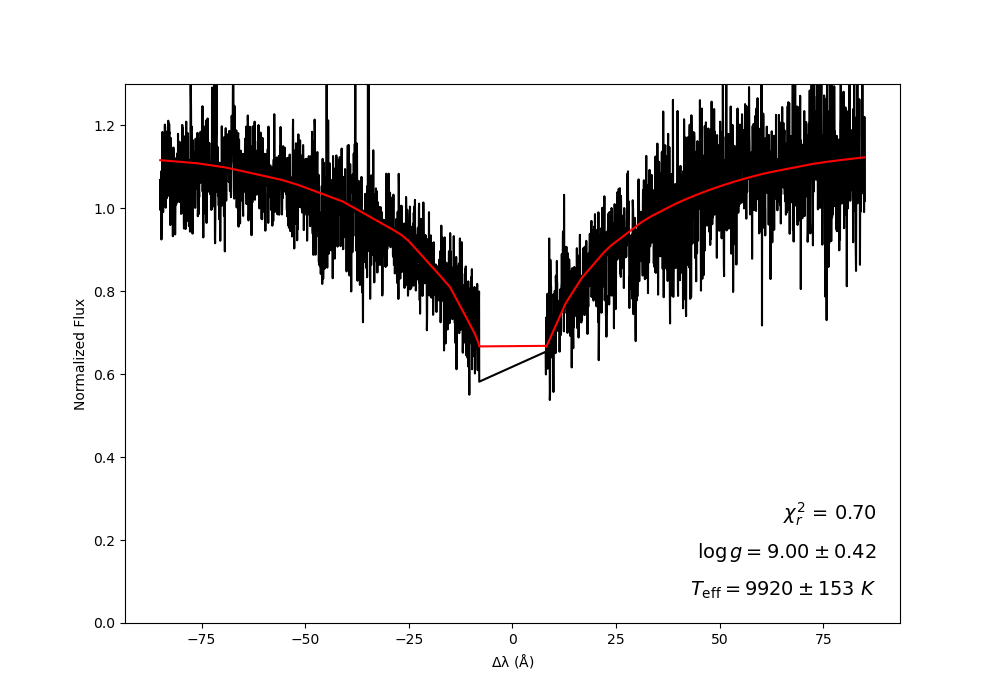 1.2
1.0
0.8
0.6
0.4
0.2
0.0
Normalized Flux
χ²ᵣ = 0.70
log g = 9.00 ± 0.42
T_eff = 9920 ± 153 K
−75 −50 −25 0 25 50 75
Δλ (Å)